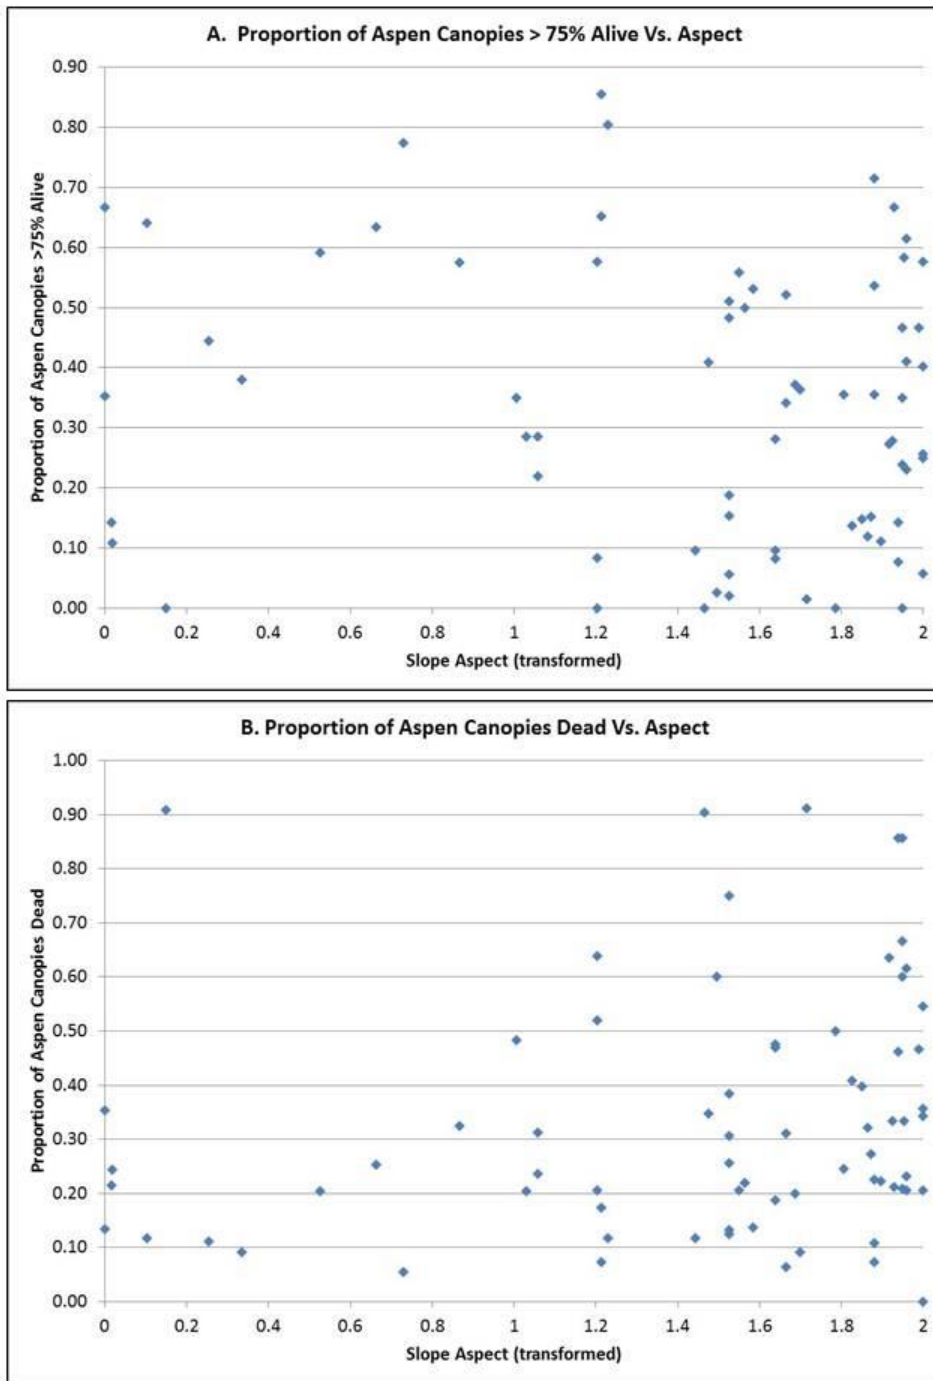 A.  Proportion of Aspen Canopies > 75% Alive Vs. Aspect
0.90
0.80
0.70
0.60
0.50
0.40
0.30
0.20
0.10
0.00
Proportion of Aspen Canopies >75% Alive
0 0.2 0.4 0.6 0.8 1 1.2 1.4 1.6 1.8 2
Slope Aspect (transformed)
B. Proportion of Aspen Canopies Dead Vs. Aspect
1.00
0.90
0.80
0.70
0.60
0.50
0.40
0.30
0.20
0.10
0.00
Proportion of Aspen Canopies Dead
0 0.2 0.4 0.6 0.8 1 1.2 1.4 1.6 1.8 2
Slope Aspect (transformed)